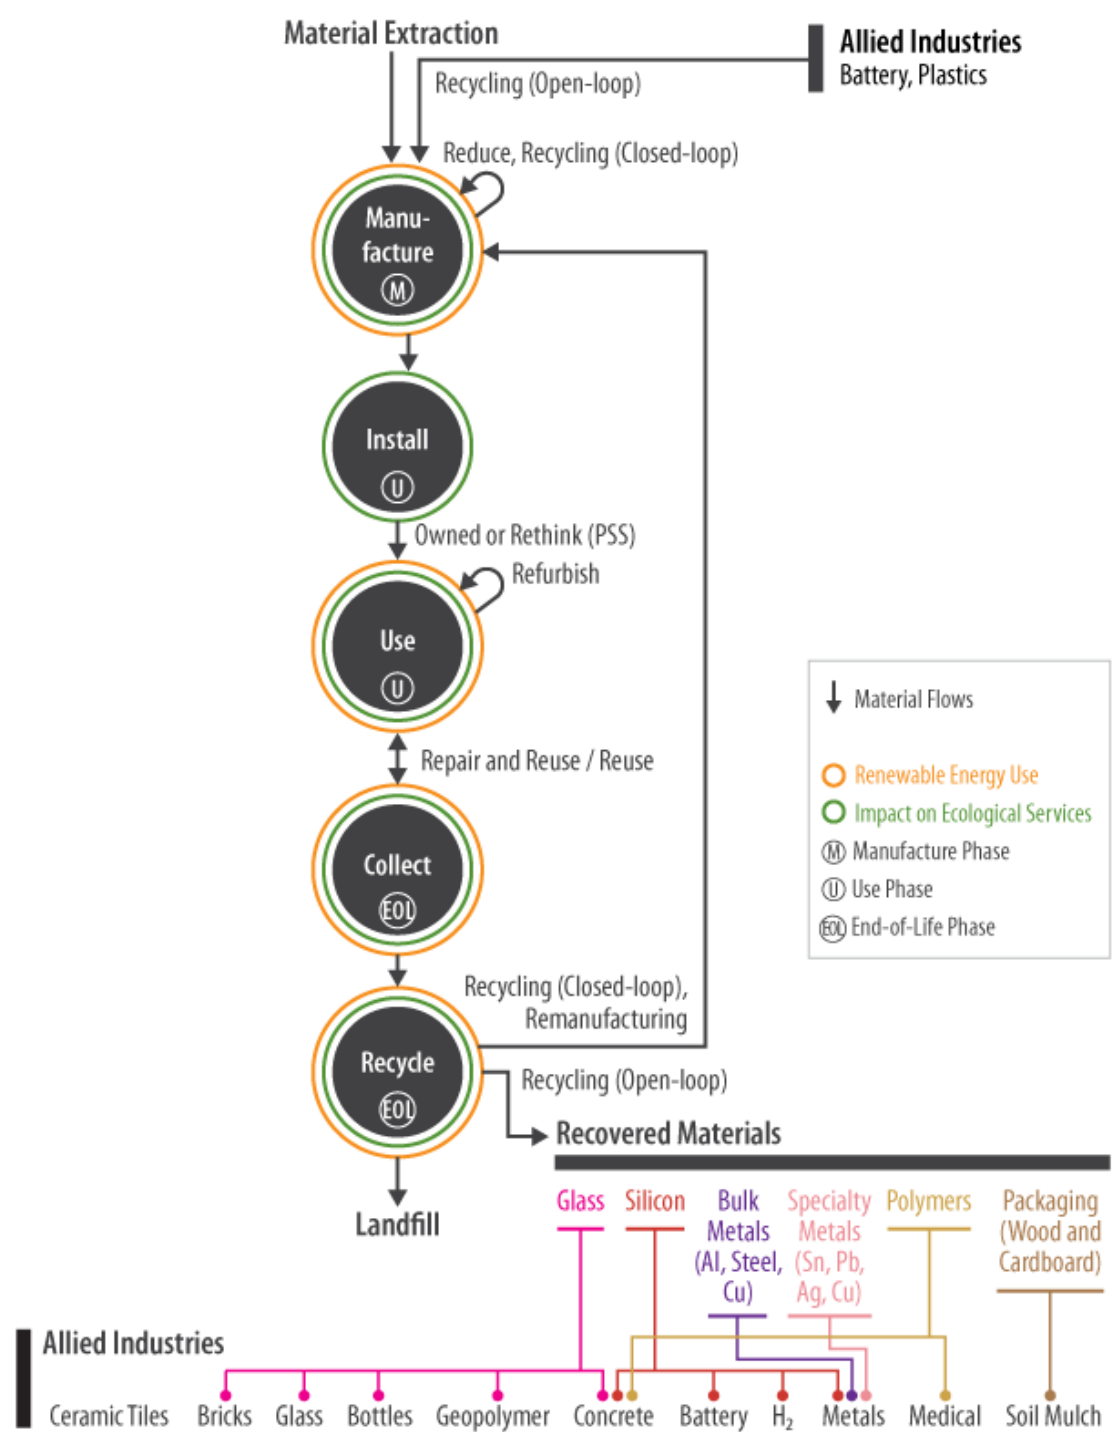 Material Extraction
Allied Industries
Battery, Plastics
Recycling (Open-loop)
Reduce, Recycling (Closed-loop)
Manu-
facture
M
Install
U
Owned or Rethink (PSS)
Refurbish
Use
U
Repair and Reuse / Reuse
Collect
EOL
Material Flows
Renewable Energy Use
Impact on Ecological Services
M Manufacture Phase
U Use Phase
EOL End-of-Life Phase
Recycling (Closed-loop),
Remanufacturing
Recycle
EOL
Recycling (Open-loop)
Recovered Materials
Landfill
Glass
Silicon
Bulk
Metals
(Al, Steel,
Cu)
Specialty
Metals
(Sn, Pb,
Ag, Cu)
Polymers
Packaging
(Wood and
Cardboard)
Allied Industries
Ceramic Tiles Bricks Glass Bottles Geopolymer Concrete Battery H₂ Metals Medical Soil Mulch